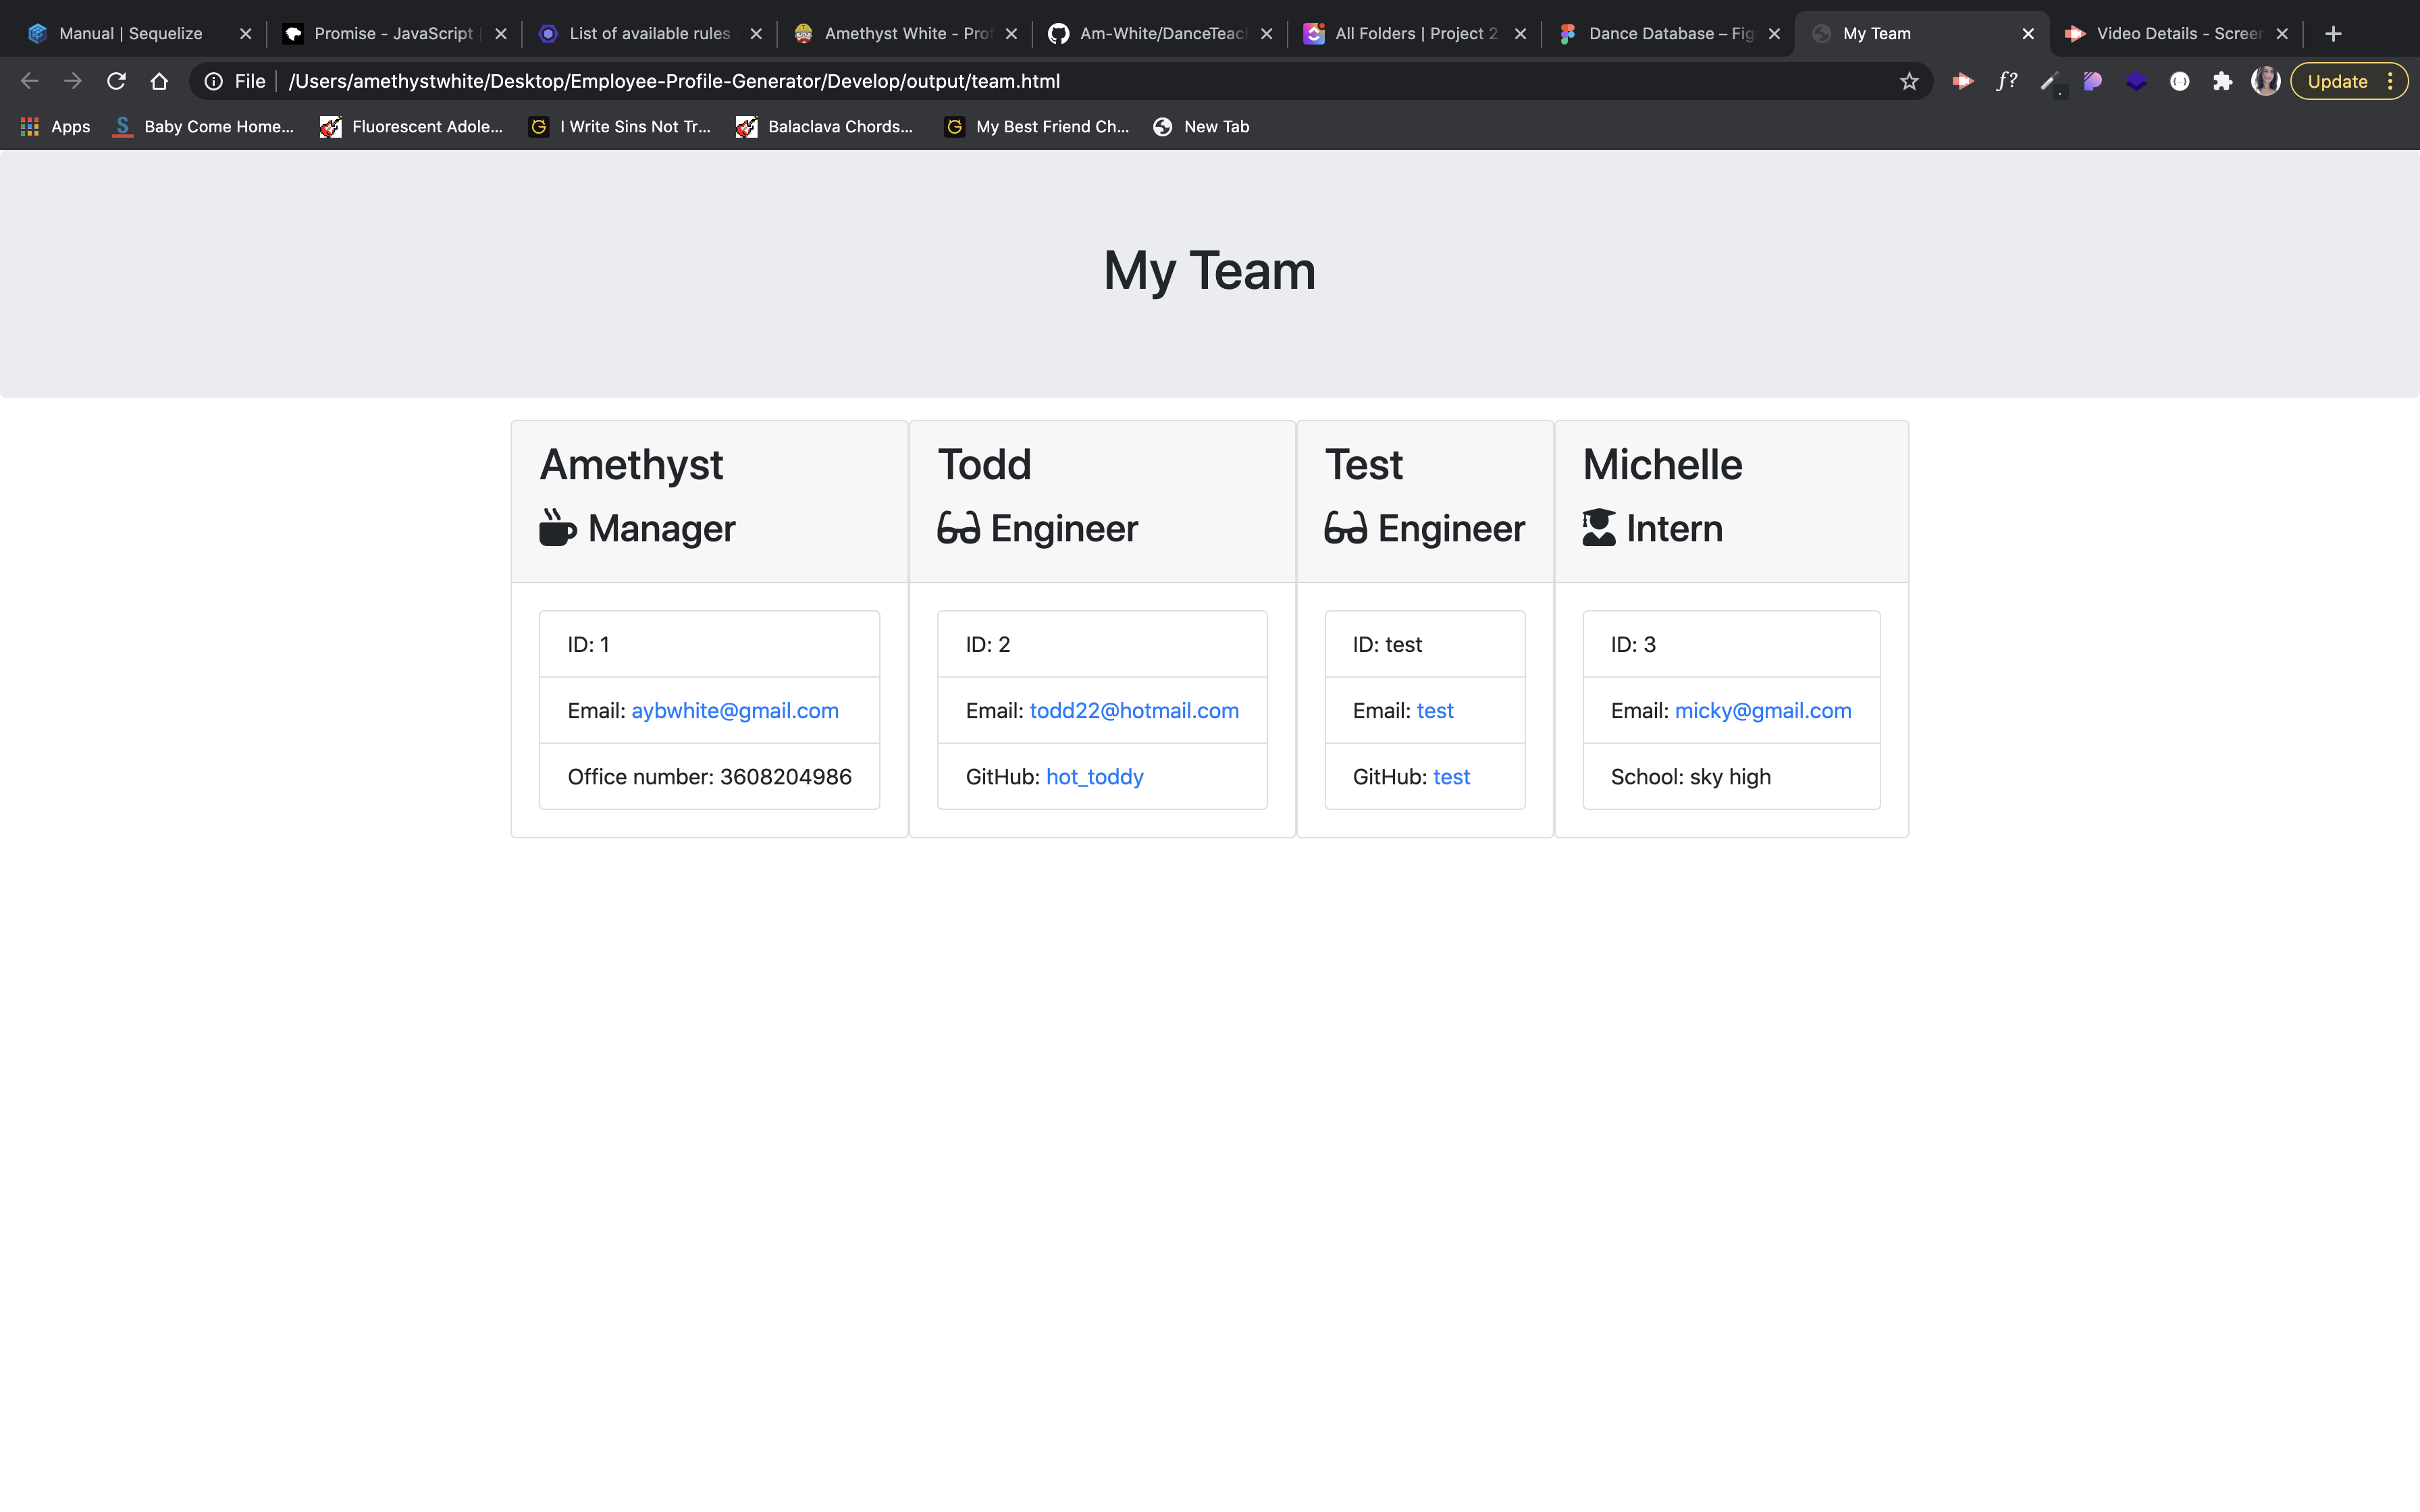 Manual | Sequelize
Promise - JavaScript
List of available rules
Amethyst White - Prof
Am-White/DanceTeach
All Folders | Project 2
Dance Database – Fig
My Team
Video Details - Screen
File
/Users/amethystwhite/Desktop/Employee-Profile-Generator/Develop/output/team.html
f?
Update
Apps
Baby Come Home...
Fluorescent Adole...
I Write Sins Not Tr...
Balaclava Chords...
My Best Friend Ch...
New Tab
My Team
Amethyst
Manager
ID: 1
Email: aybwhite@gmail.com
Office number: 3608204986
Todd
Engineer
ID: 2
Email: todd22@hotmail.com
GitHub: hot_toddy
Test
Engineer
ID: test
Email: test
GitHub: test
Michelle
Intern
ID: 3
Email: micky@gmail.com
School: sky high